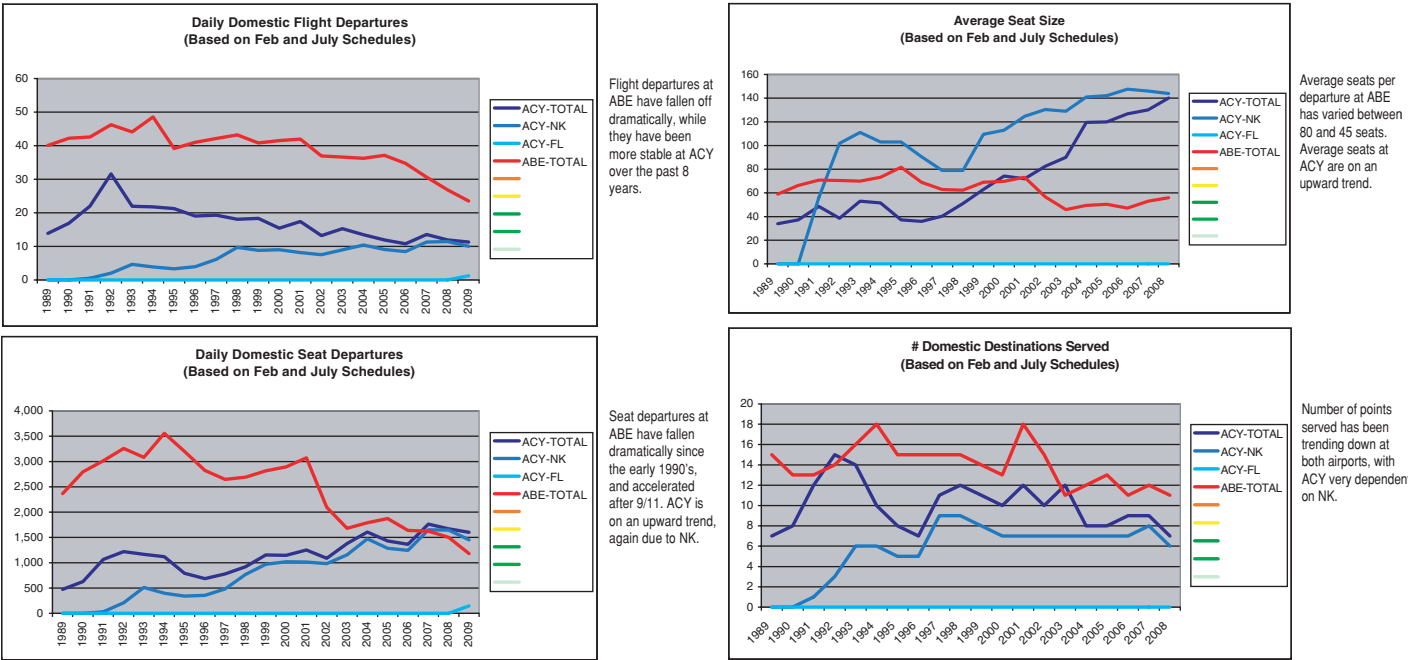 Daily Domestic Flight Departures
(Based on Feb and July Schedules)
60
50
40
30
20
10
0
1989
1990
1991
1992
1993
1994
1995
1996
1997
1998
1999
2000
2001
2002
2003
2004
2005
2006
2007
2008
2009
ACY-TOTAL
ACY-NK
ACY-FL
ABE-TOTAL
Flight departures at
ABE have fallen off
dramatically, while
they have been
more stable at ACY
over the past 8
years.
Average Seat Size
(Based on Feb and July Schedules)
160
140
120
100
80
60
40
20
0
1989
1990
1991
1992
1993
1994
1995
1996
1997
1998
1999
2000
2001
2002
2003
2004
2005
2006
2007
2008
ACY-TOTAL
ACY-NK
ACY-FL
ABE-TOTAL
Average seats per
departure at ABE
has varied between
80 and 45 seats.
Average seats at
ACY are on an
upward trend.
Daily Domestic Seat Departures
(Based on Feb and July Schedules)
4,000
3,500
3,000
2,500
2,000
1,500
1,000
500
0
1989
1990
1991
1992
1993
1994
1995
1996
1997
1998
1999
2000
2001
2002
2003
2004
2005
2006
2007
2008
2009
ACY-TOTAL
ACY-NK
ACY-FL
ABE-TOTAL
Seat departures at
ABE have fallen
dramatically since
the early 1990's,
and accelerated
after 9/11. ACY is
on an upward trend,
again due to NK.
# Domestic Destinations Served
(Based on Feb and July Schedules)
20
18
16
14
12
10
8
6
4
2
0
1989
1990
1991
1992
1993
1994
1995
1996
1997
1998
1999
2000
2001
2002
2003
2004
2005
2006
2007
2008
ACY-TOTAL
ACY-NK
ACY-FL
ABE-TOTAL
Number of points
served has been
trending down at
both airports, with
ACY very dependent
on NK.